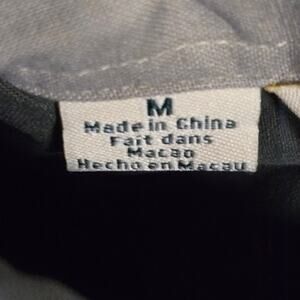 M
Made in China
Fait dans
Macao
Hecho en Macau